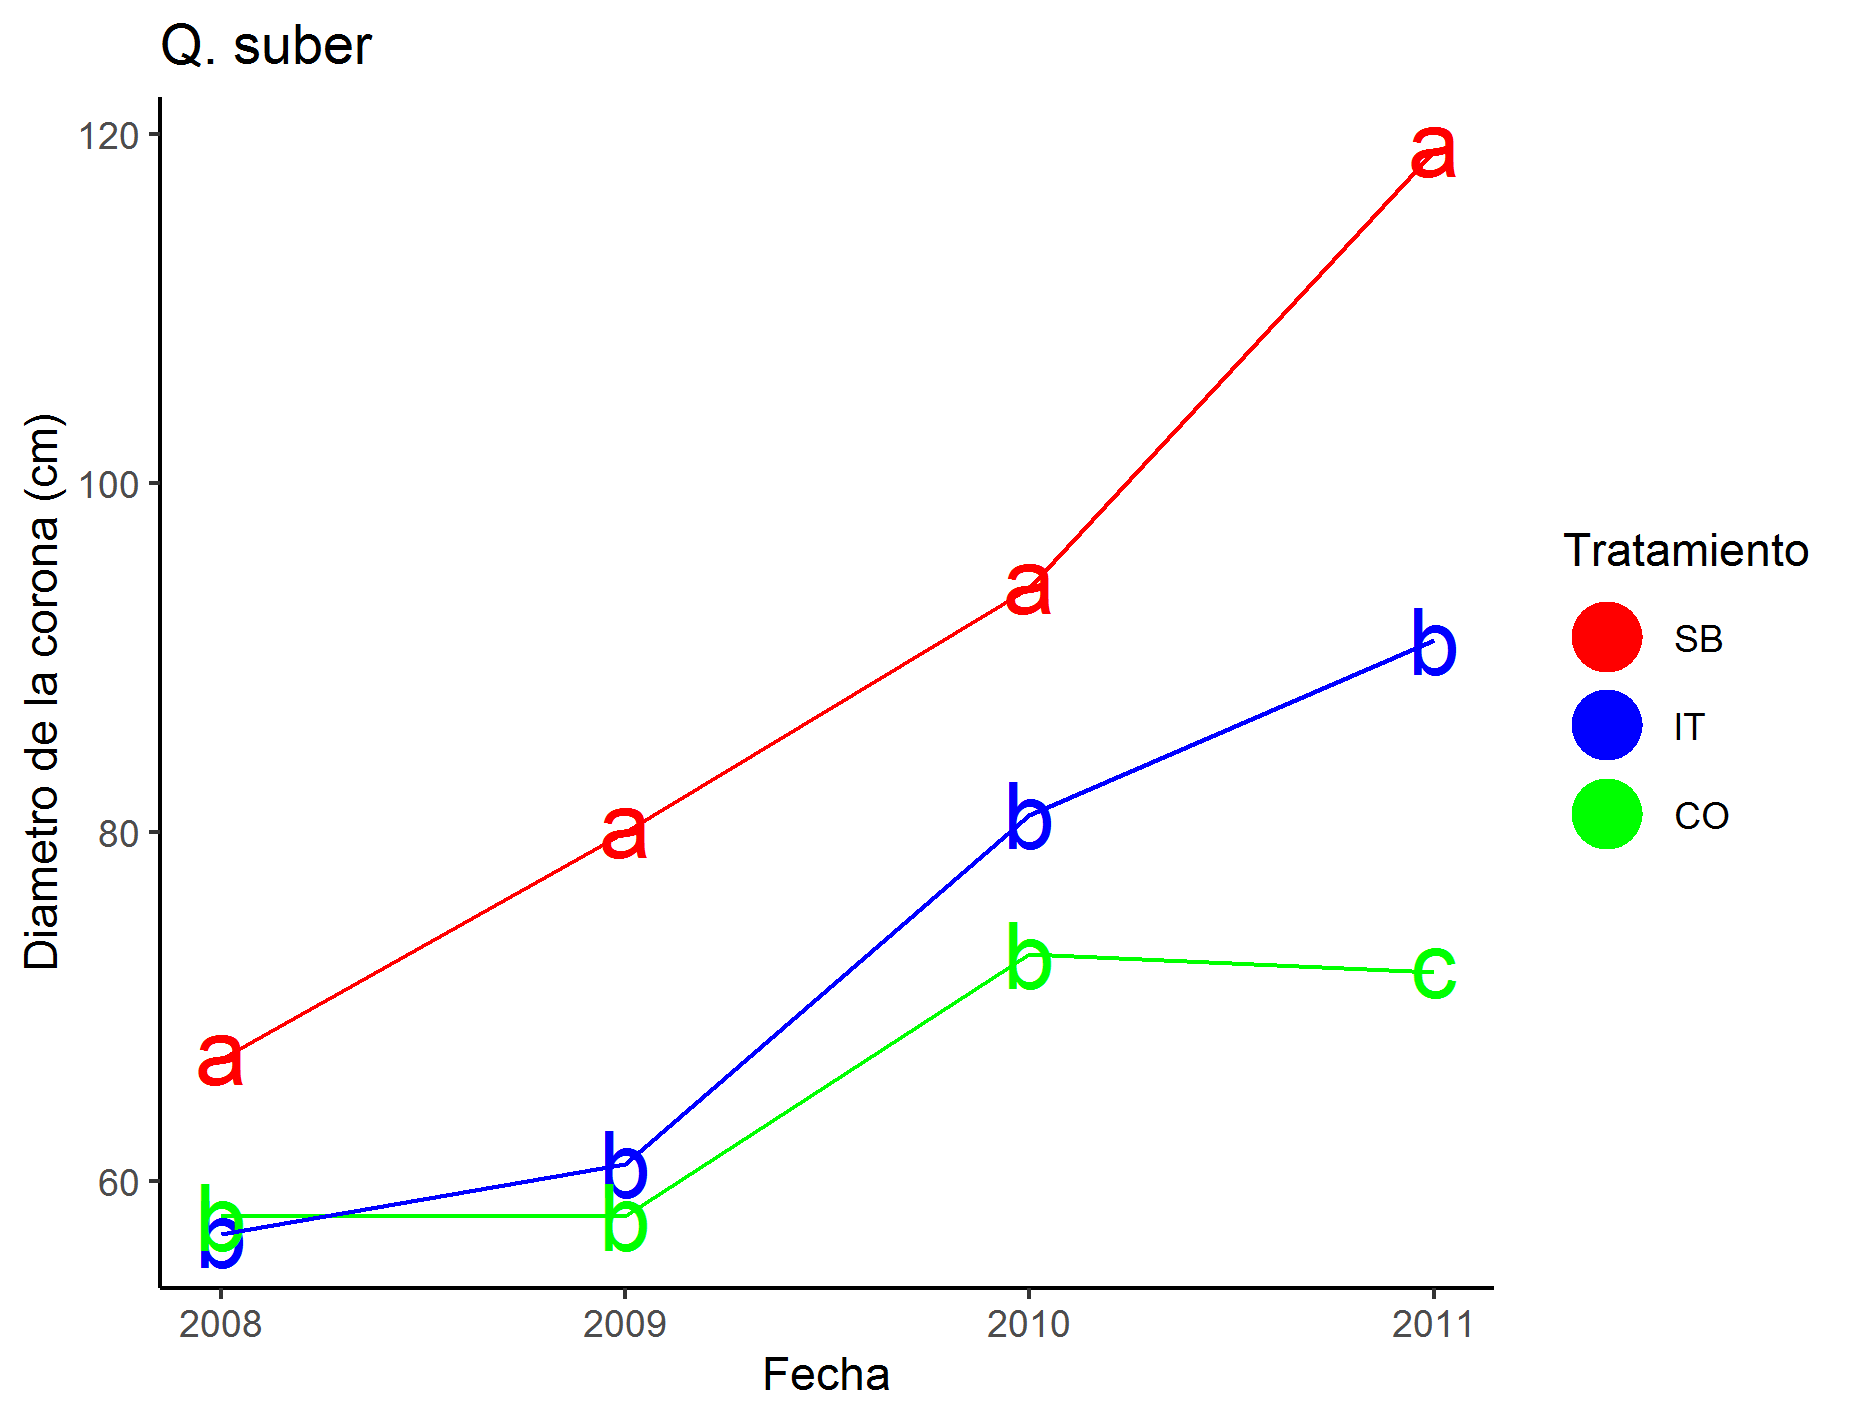 Q. suber
Diametro de la corona (cm)
120
100
80
60
a
a
a
a
b
b
b
b
b
b
b
c
2008
2009
2010
2011
Fecha
Tratamiento
SB
IT
CO